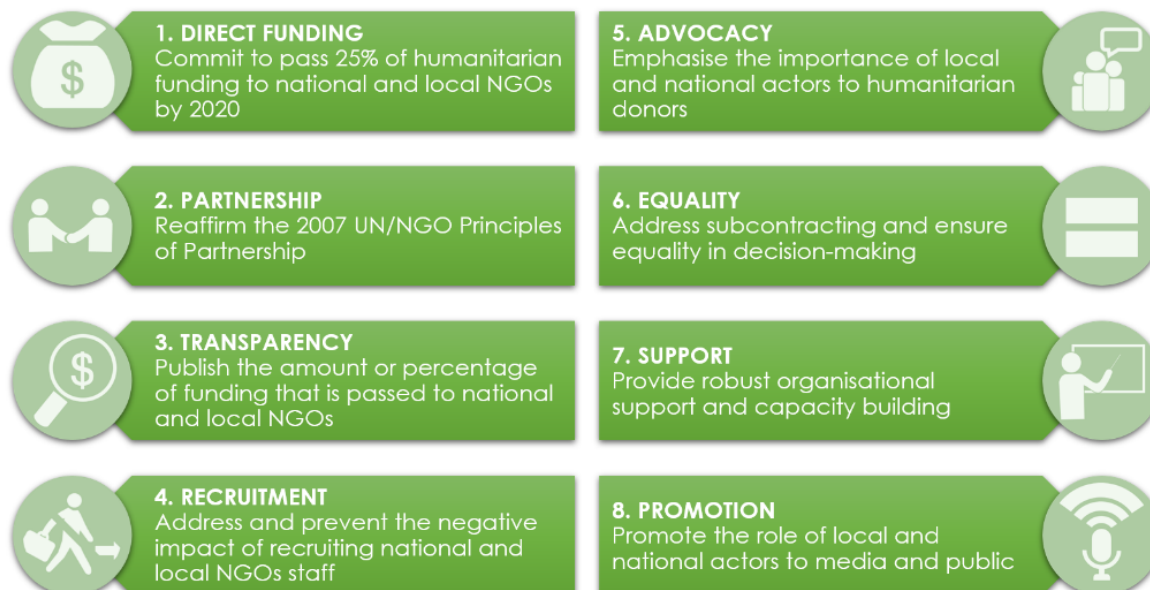 1. DIRECT FUNDING
Commit to pass 25% of humanitarian
funding to national and local NGOs
by 2020
2. PARTNERSHIP
Reaffirm the 2007 UN/NGO Principles
of Partnership
3. TRANSPARENCY
Publish the amount or percentage
of funding that is passed to national
and local NGOs
4. RECRUITMENT
Address and prevent the negative
impact of recruiting national and
local NGOs staff
5. ADVOCACY
Emphasise the importance of local
and national actors to humanitarian
donors
6. EQUALITY
Address subcontracting and ensure
equality in decision-making
7. SUPPORT
Provide robust organisational
support and capacity building
8. PROMOTION
Promote the role of local and
national actors to media and public
$
$